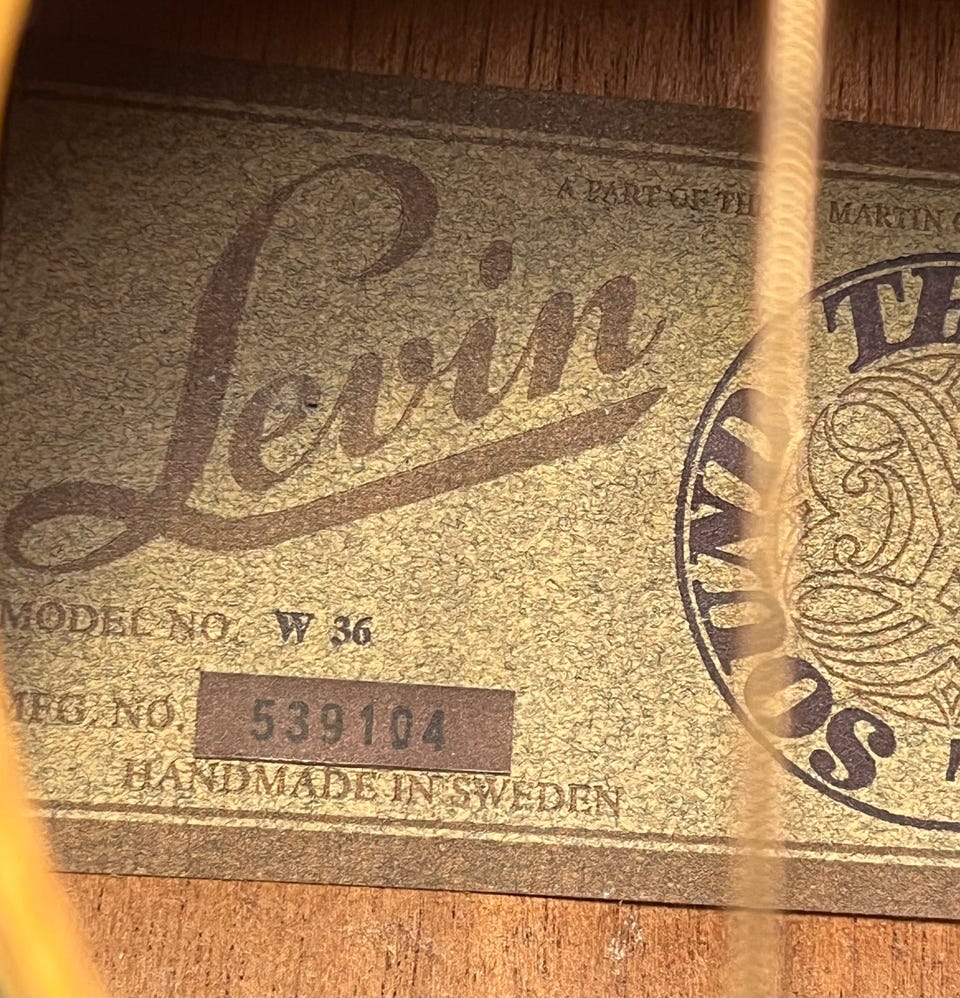 A PART OF TH MARTIN
Levin
TH
SOUND
MODEL NO. W 36
MFG. NO. 539104
HANDMADE IN SWEDEN